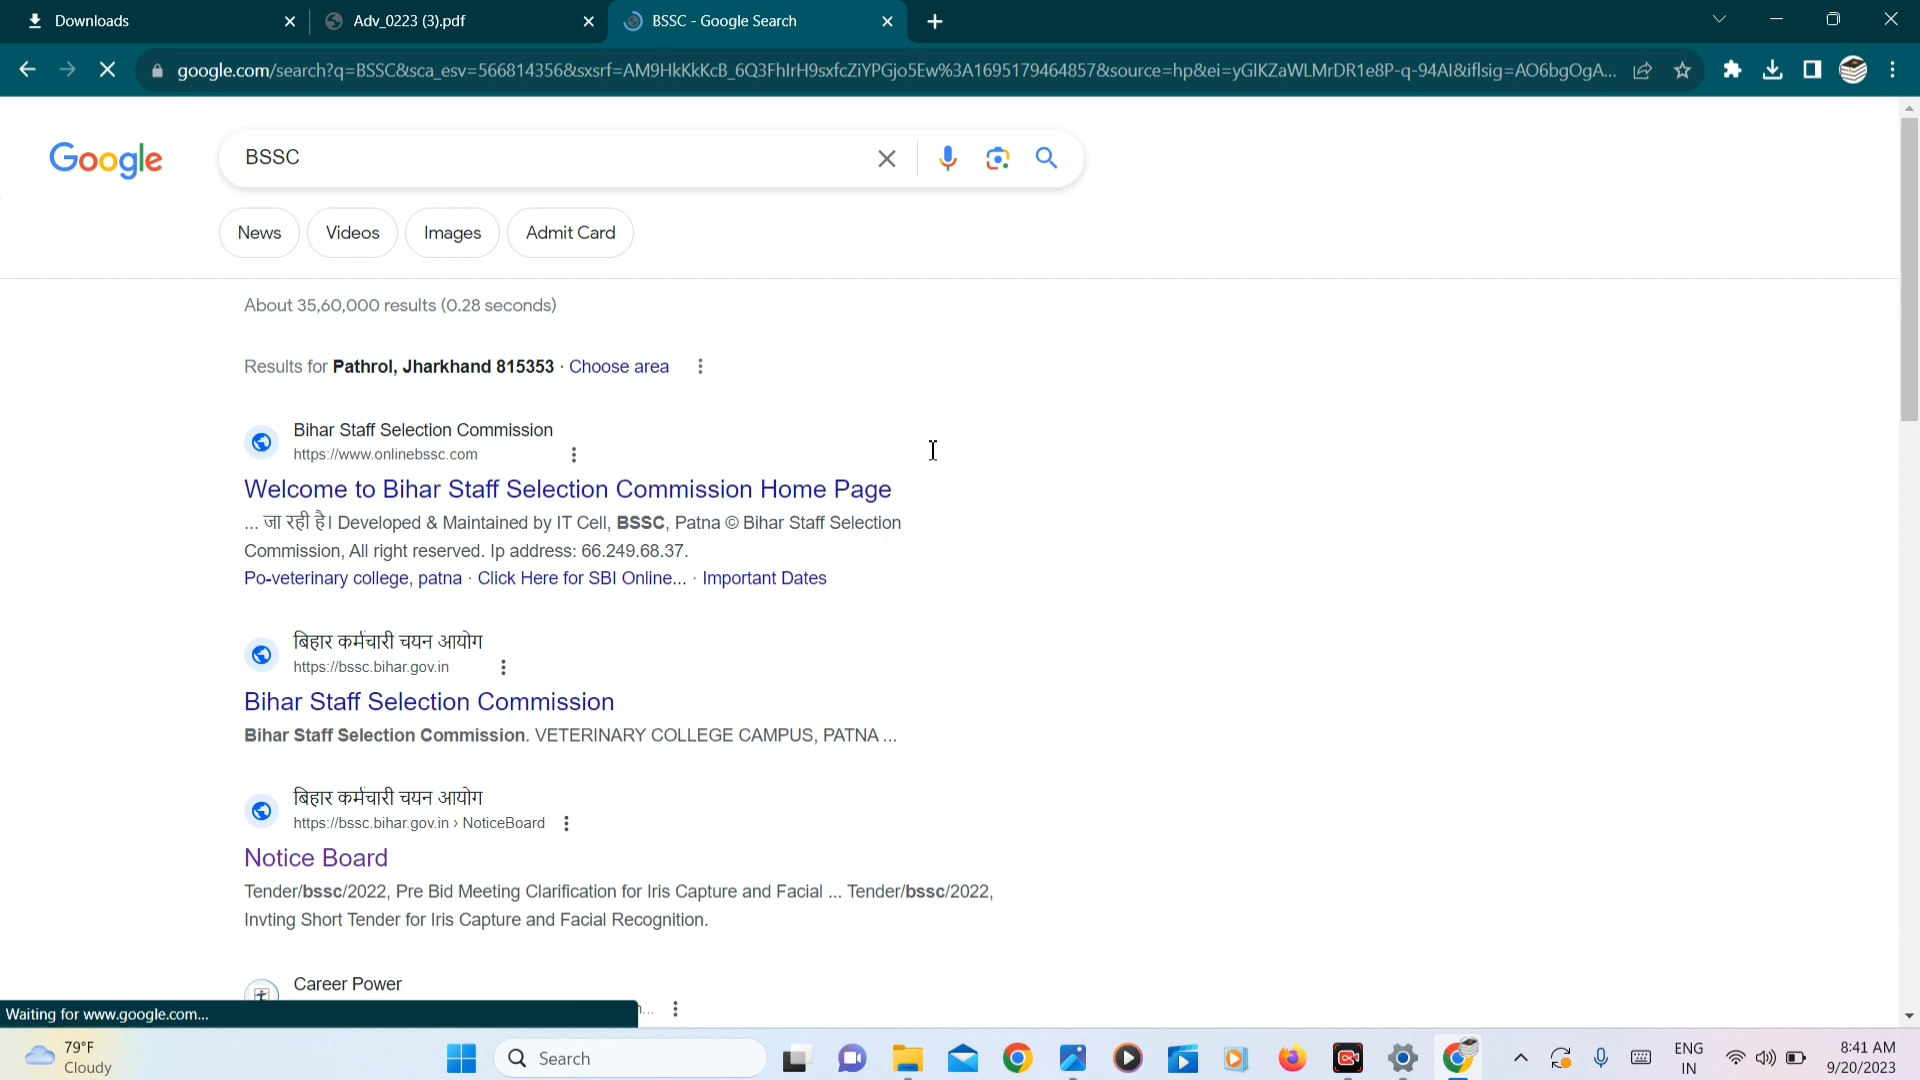 Downloads
Adv_0223 (3).pdf
BSSC - Google Search
google.com/search?q=BSSC&sca_esv=566814356&sxsrf=AM9HkKkKcB_6Q3FhIrH9sxfcZiYPGjo5Ew%3A1695179464857&source=hp&ei=yGIKZaWLMrDR1e8P-q-94AI&iflsig=AO6bgOgA...
Google
BSSC
News
Videos
Images
Admit Card
About 35,60,000 results (0.28 seconds)
Results for Pathrol, Jharkhand 815353 · Choose area
Bihar Staff Selection Commission
https://www.onlinebssc.com
Welcome to Bihar Staff Selection Commission Home Page
... जा रही है। Developed & Maintained by IT Cell, BSSC, Patna © Bihar Staff Selection
Commission, All right reserved. Ip address: 66.249.68.37.
Po-veterinary college, patna · Click Here for SBI Online... · Important Dates
बिहार कर्मचारी चयन आयोग
https://bssc.bihar.gov.in
Bihar Staff Selection Commission
Bihar Staff Selection Commission. VETERINARY COLLEGE CAMPUS, PATNA ...
बिहार कर्मचारी चयन आयोग
https://bssc.bihar.gov.in › NoticeBoard
Notice Board
Tender/bssc/2022, Pre Bid Meeting Clarification for Iris Capture and Facial ... Tender/bssc/2022,
Invting Short Tender for Iris Capture and Facial Recognition.
Career Power
Waiting for www.google.com...
79°F
Cloudy
Search
ENG
IN
8:41 AM
9/20/2023